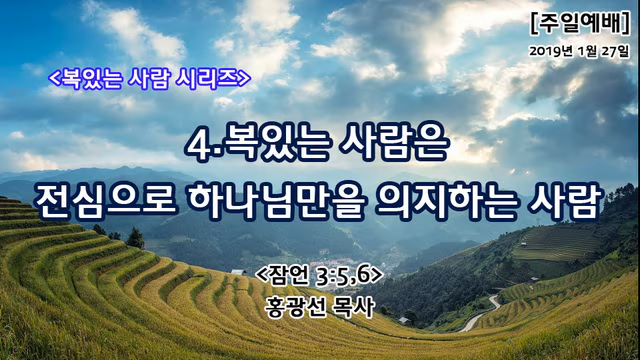 [주일예배]
2019년 1월 27일
<복있는 사람 시리즈>
4.복있는 사람은
전심으로 하나님만을 의지하는 사람
<잠언 3:5,6>
홍광선 목사